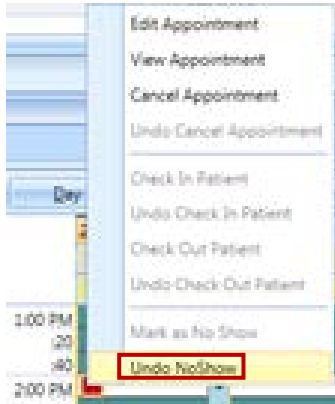 Edit Appointment
View Appointment
Cancel Appointment
Undo Cancel Appointment
Check In Patient
Undo Check In Patient
Check Out Patient
Undo Check Out Patient
Mark as No Show
Undo NoShow
Day
1:00 PM
:20
:40
2:00 PM